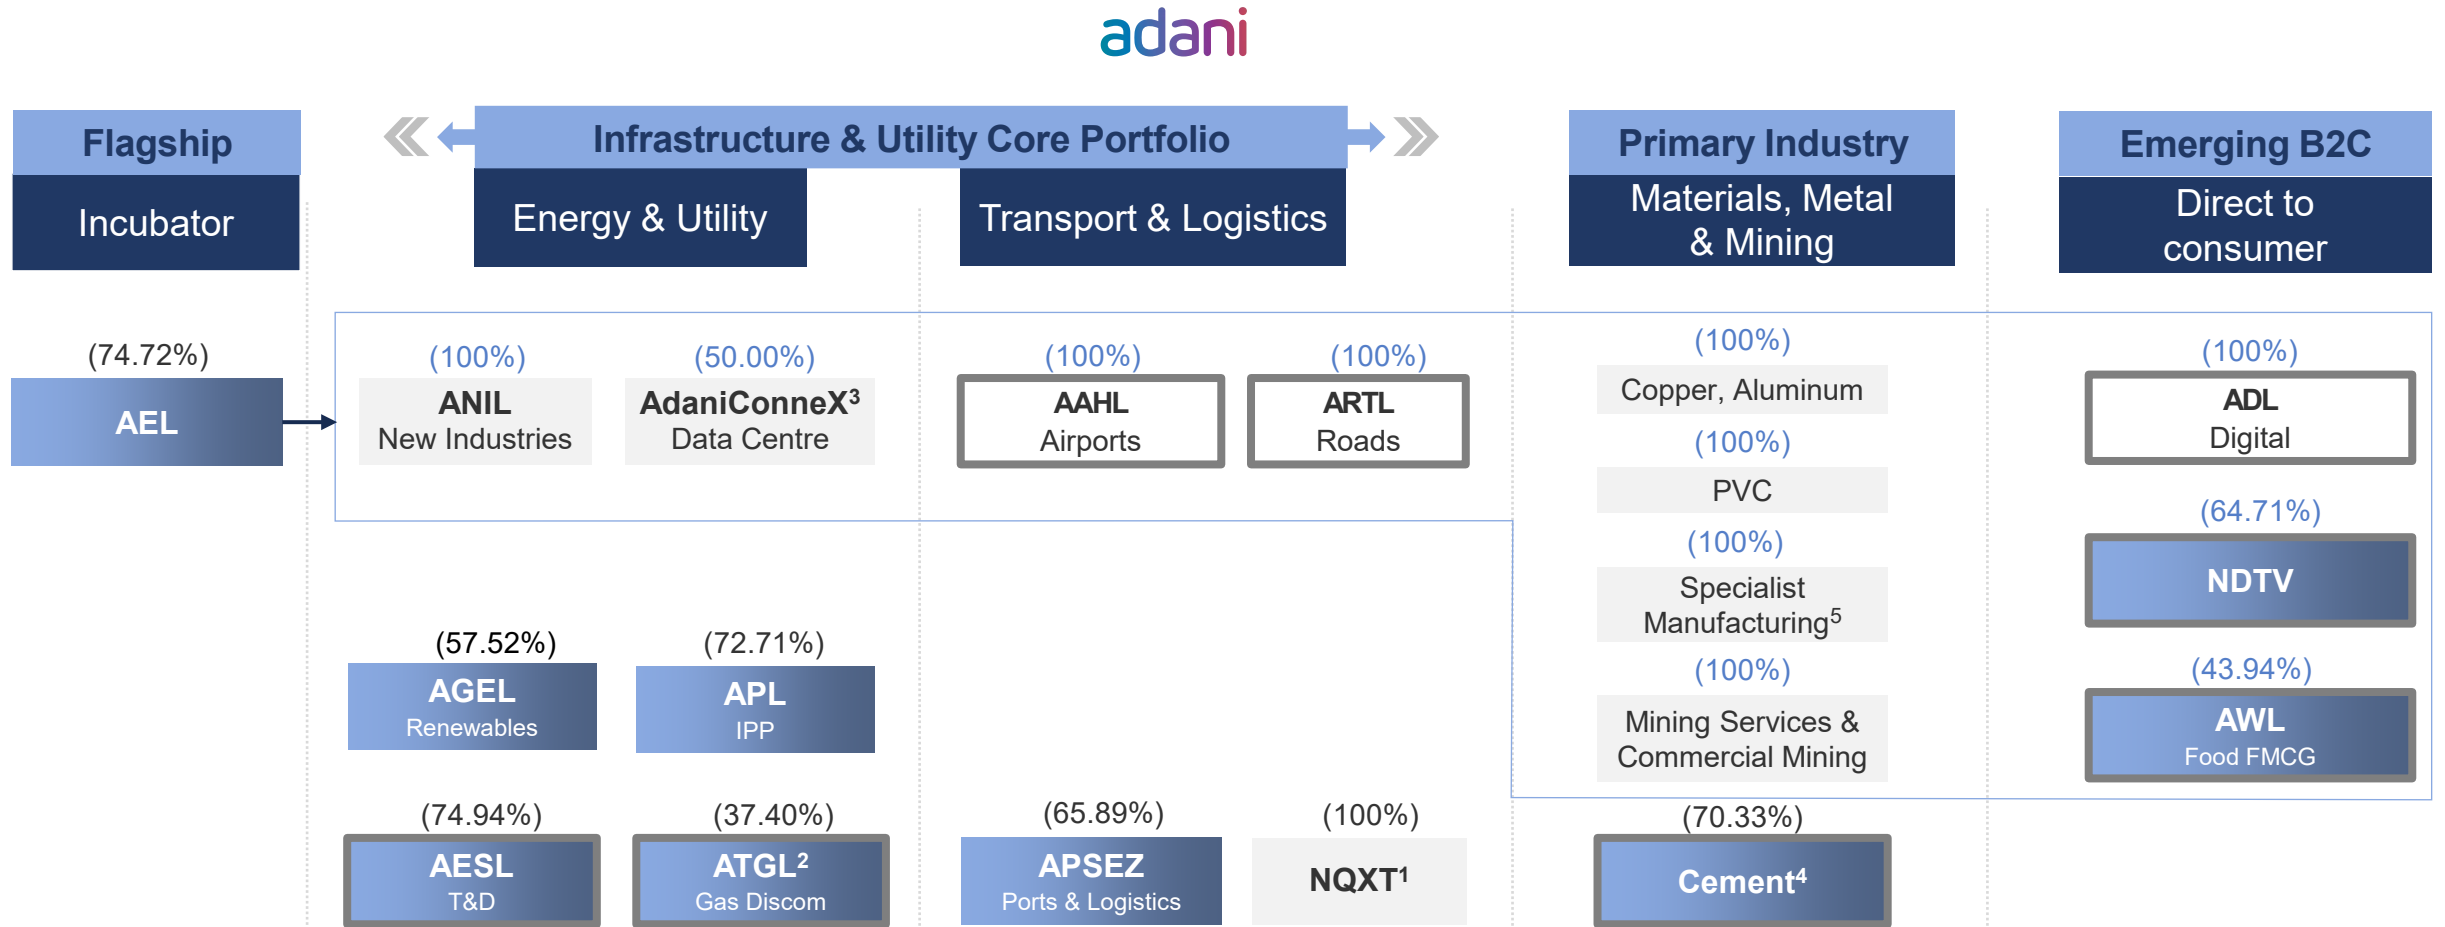 adani
Flagship
Incubator
Infrastructure & Utility Core Portfolio
Energy & Utility
Transport & Logistics
Primary Industry
Materials, Metal
& Mining
Emerging B2C
Direct to
consumer
(74.72%)
AEL
(100%)
ANIL
New Industries
(50.00%)
AdaniConneX³
Data Centre
(100%)
AAHL
Airports
(100%)
ARTL
Roads
(100%)
Copper, Aluminum
(100%)
PVC
(100%)
Specialist
Manufacturing⁵
(100%)
Mining Services &
Commercial Mining
(100%)
ADL
Digital
(64.71%)
NDTV
(43.94%)
AWL
Food FMCG
(57.52%)
AGEL
Renewables
(72.71%)
APL
IPP
(74.94%)
AESL
T&D
(37.40%)
ATGL²
Gas Discom
(65.89%)
APSEZ
Ports & Logistics
(100%)
NQXT¹
(70.33%)
Cement⁴